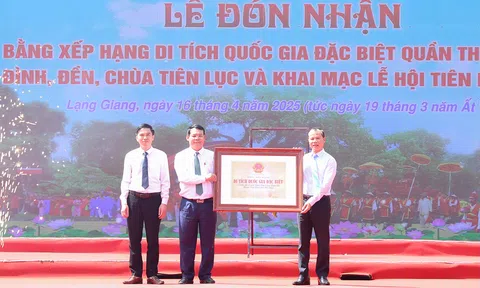 LỄ ĐÓN NHẬN
BẰNG XẾP HẠNG DI TÍCH QUỐC GIA ĐẶC BIỆT QUẦN TH
ĐÌNH, ĐỀN, CHÙA TIÊN LỤC VÀ KHAI MẠC LỄ HỘI TIÊN
Lạng Giang, ngày 16 tháng 4 năm 2025 (tức ngày 19 tháng 3 năm Ất
DI TÍCH QUỐC GIA ĐẶC BIỆT